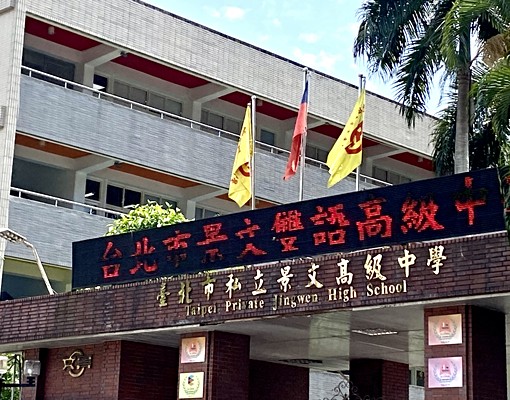 台北市景文雙語高級中
臺北市私立景文高級中學
Taipei Private Jingwen High School